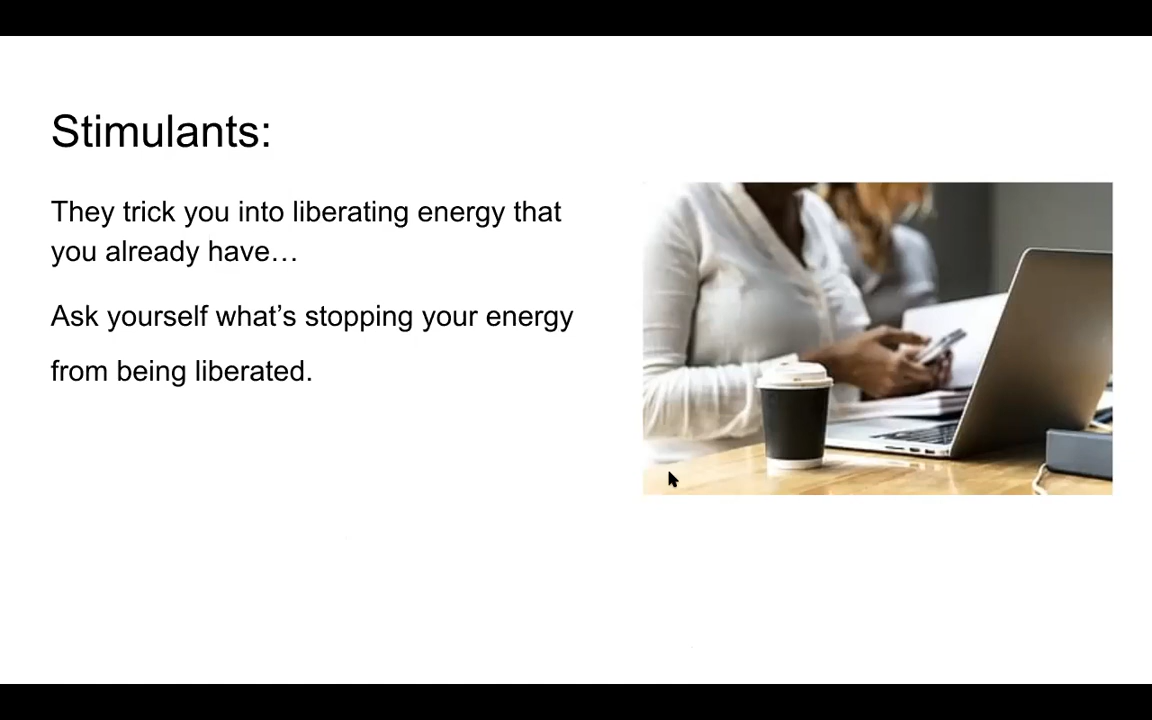 Stimulants:
They trick you into liberating energy that
you already have…
Ask yourself what’s stopping your energy
from being liberated.